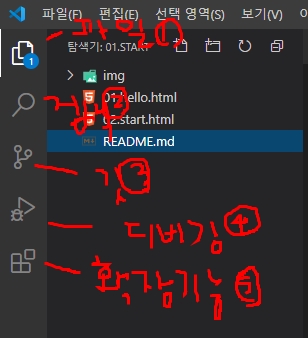 파일(F) 편집(E) 선택 영역(S) 보기(V)
탐색기: 01.START
파일 ①
1
img
01.hello.html
검색 ②
02.start.html
README.md
깃 ③
디버깅 ④
확장기능 ⑤